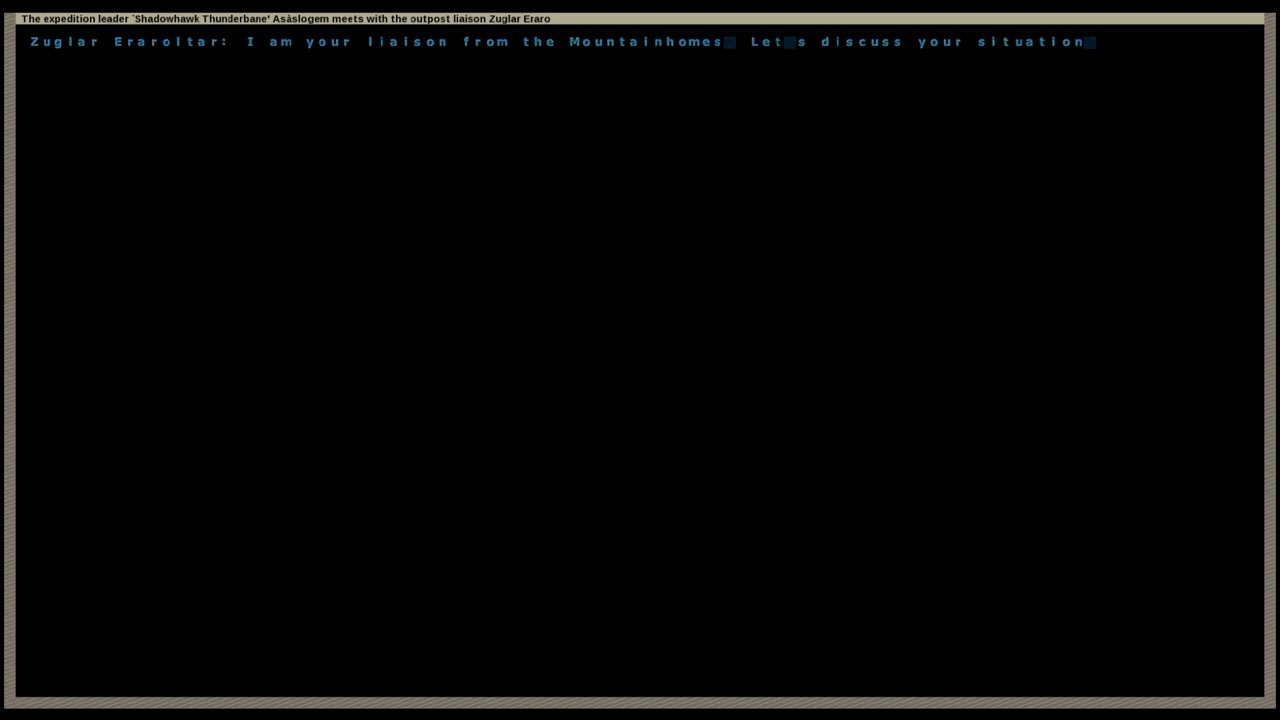 The expedition leader `Shadowhawk Thunderbane' Asàslogem meets with the outpost liaison Zuglar Eraro
Zuglar Eraroltar: I am your liaison from the Mountainhomes. Let's discuss your situation.